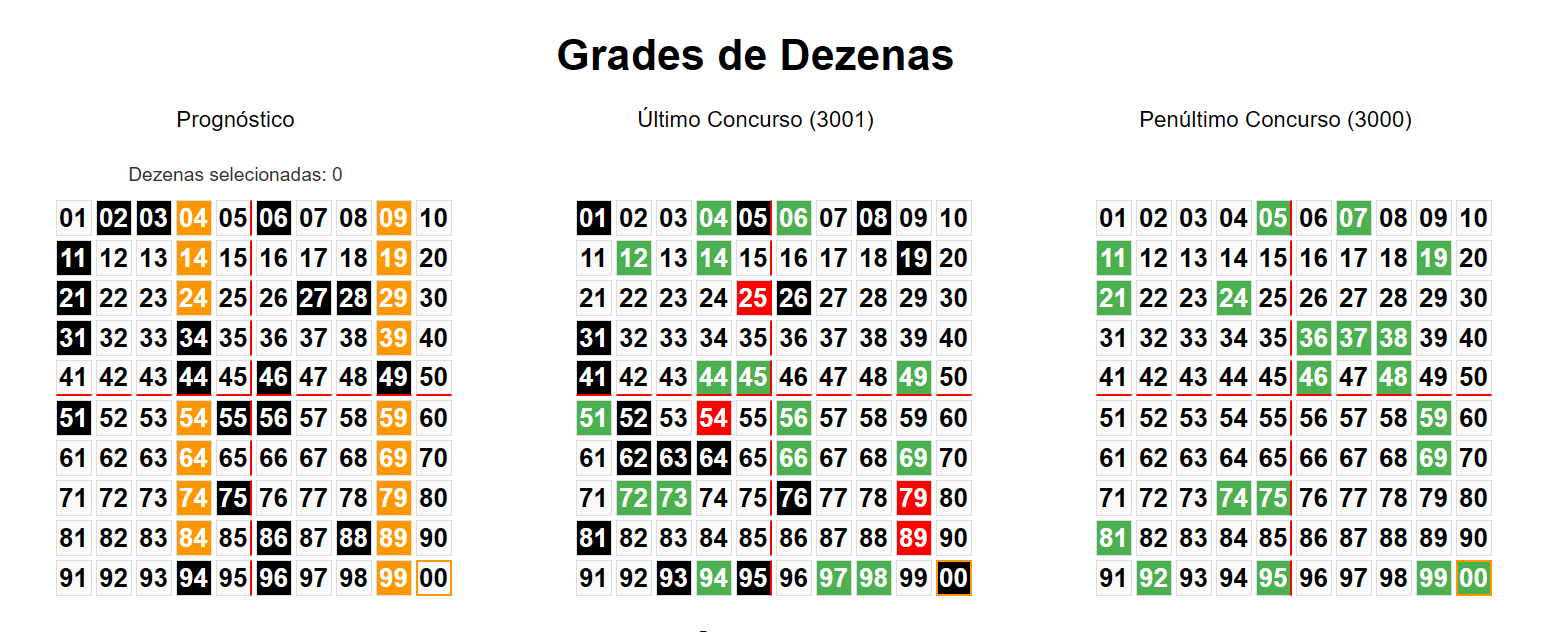 Grades de Dezenas
Prognóstico
Último Concurso (3001)
Penúltimo Concurso (3000)
Dezenas selecionadas: 0
01 02 03 04 05 06 07 08 09 10
11 12 13 14 15 16 17 18 19 20
21 22 23 24 25 26 27 28 29 30
31 32 33 34 35 36 37 38 39 40
41 42 43 44 45 46 47 48 49 50
51 52 53 54 55 56 57 58 59 60
61 62 63 64 65 66 67 68 69 70
71 72 73 74 75 76 77 78 79 80
81 82 83 84 85 86 87 88 89 90
91 92 93 94 95 96 97 98 99 00
01 02 03 04 05 06 07 08 09 10
11 12 13 14 15 16 17 18 19 20
21 22 23 24 25 26 27 28 29 30
31 32 33 34 35 36 37 38 39 40
41 42 43 44 45 46 47 48 49 50
51 52 53 54 55 56 57 58 59 60
61 62 63 64 65 66 67 68 69 70
71 72 73 74 75 76 77 78 79 80
81 82 83 84 85 86 87 88 89 90
91 92 93 94 95 96 97 98 99 00
01 02 03 04 05 06 07 08 09 10
11 12 13 14 15 16 17 18 19 20
21 22 23 24 25 26 27 28 29 30
31 32 33 34 35 36 37 38 39 40
41 42 43 44 45 46 47 48 49 50
51 52 53 54 55 56 57 58 59 60
61 62 63 64 65 66 67 68 69 70
71 72 73 74 75 76 77 78 79 80
81 82 83 84 85 86 87 88 89 90
91 92 93 94 95 96 97 98 99 00